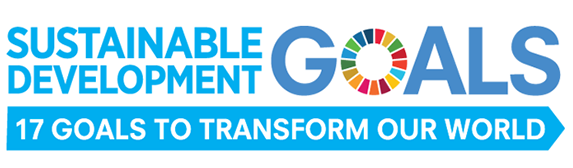 SUSTAINABLE
DEVELOPMENT
GOALS
17 GOALS TO TRANSFORM OUR WORLD